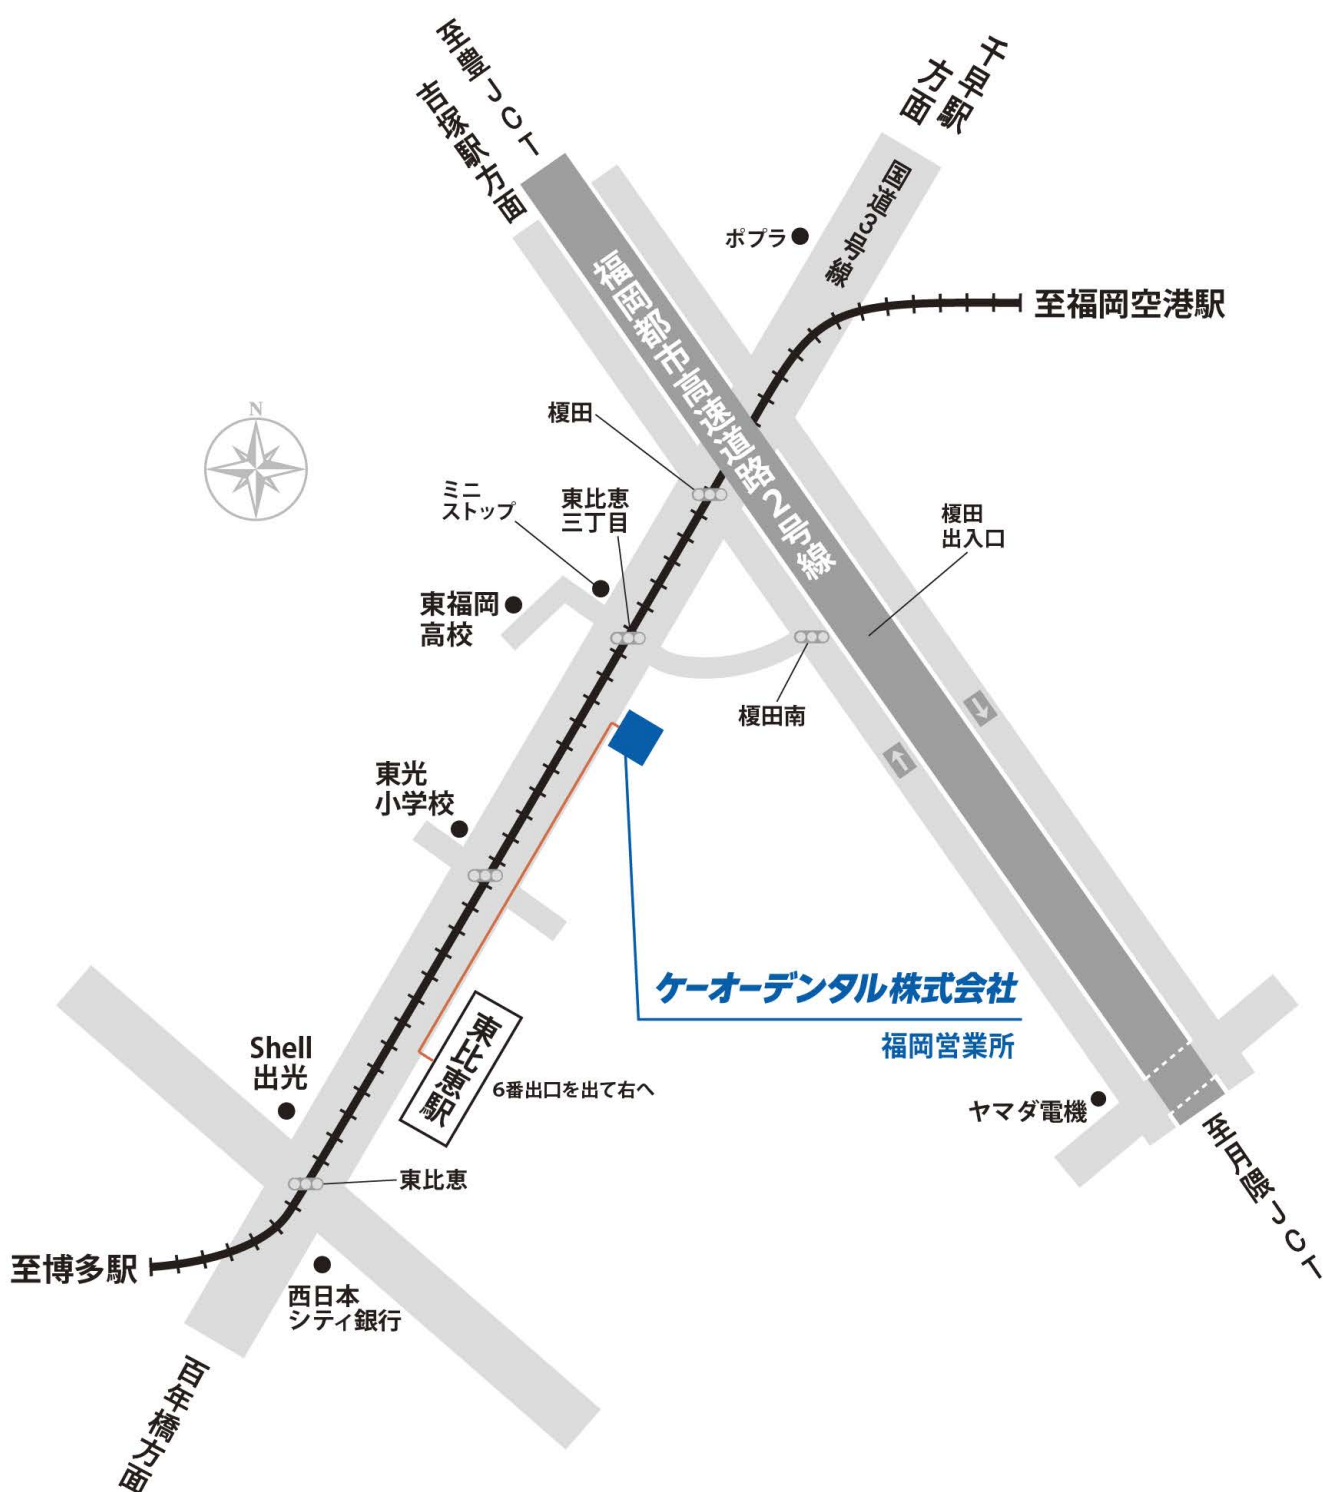 至豊JCT
吉塚駅方面
千早駅
方面
国道3号線
ポプラ
福岡都市高速道路2号線
至福岡空港駅
N
榎田
ミニ
ストップ
東比恵
三丁目
榎田
出入口
東福岡
高校
榎田南
東光
小学校
ケーオーデンタル株式会社
福岡営業所
東比恵駅
6番出口を出て右へ
Shell
出光
ヤマダ電機
東比恵
至月隈JCT
至博多駅
西日本
シティ銀行
百年橋方面